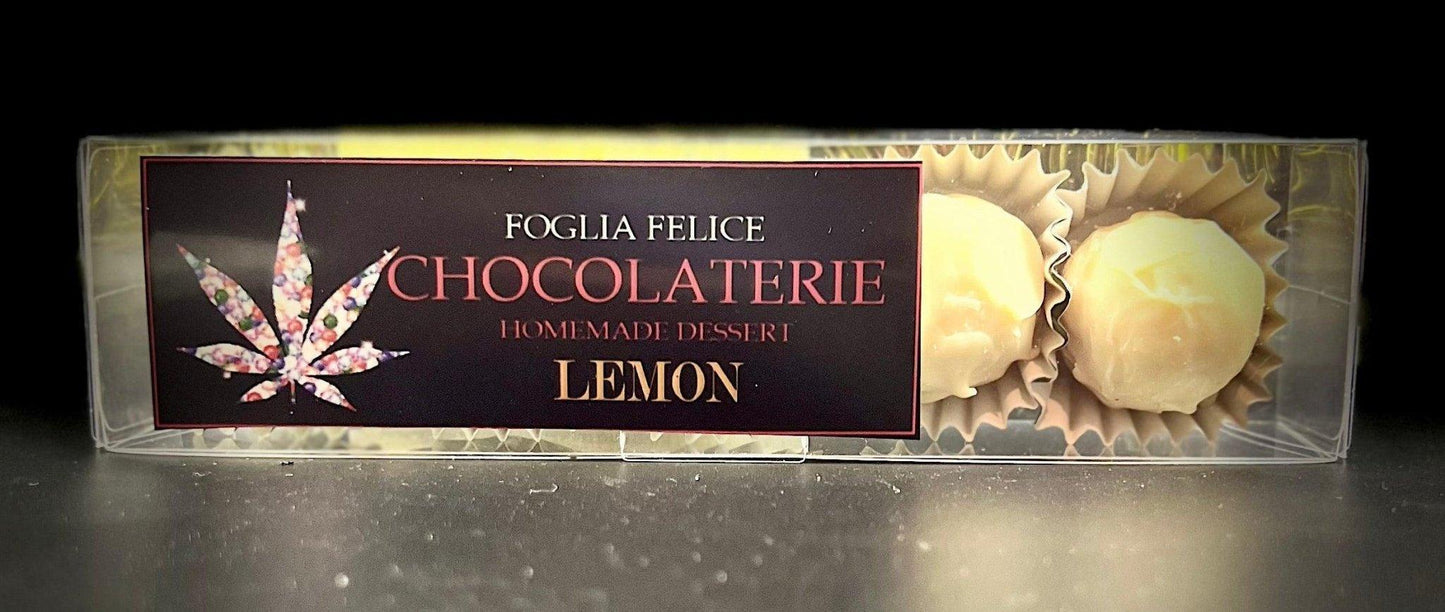 FOGLIA FELICE
CHOCOLATERIE
HOMEMADE DESSERT
LEMON